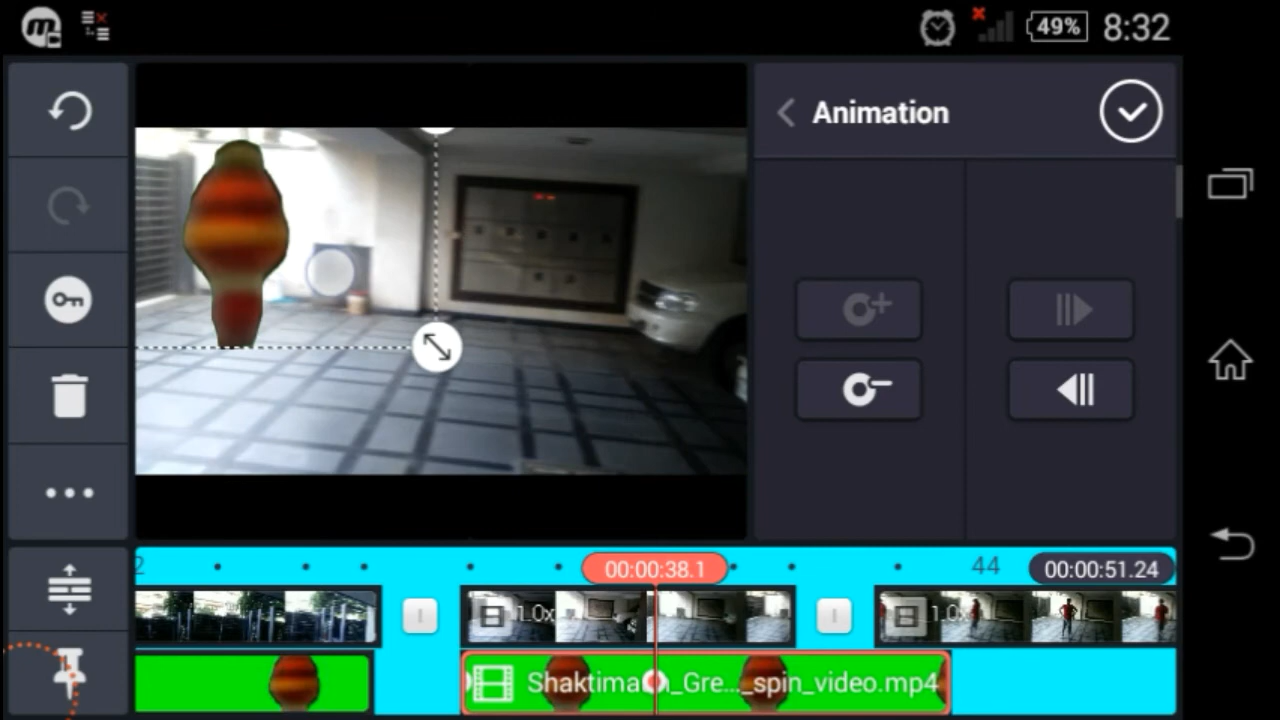 49% 8:32
Animation
2
00:00:38.1
44
00:00:51.24
1.0x
1.0x
Shaktima
_Gre..._spin_video.mp4